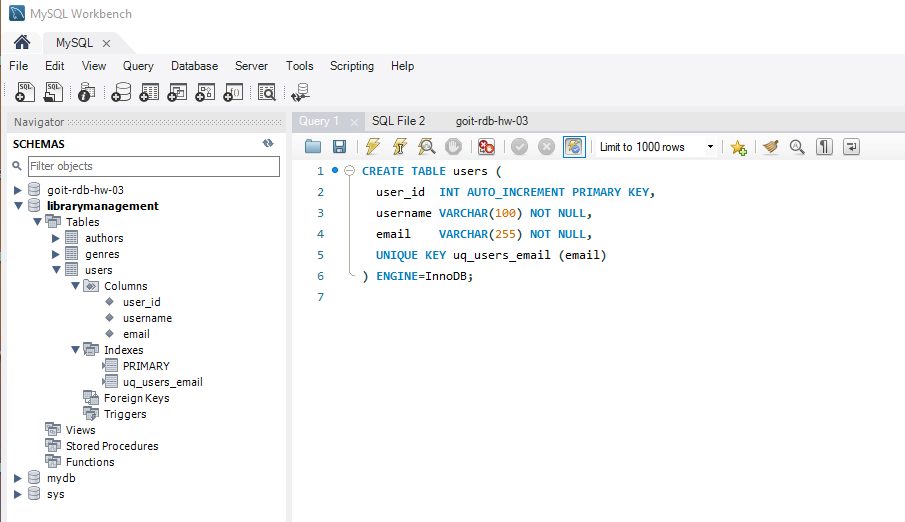 MySQL Workbench
MySQL
File Edit View Query Database Server Tools Scripting Help
SQL SQL
Navigator
SCHEMAS
Filter objects
goit-rdb-hw-03
librarymanagement
Tables
authors
genres
users
Columns
user_id
username
email
Indexes
PRIMARY
uq_users_email
Foreign Keys
Triggers
Views
Stored Procedures
Functions
mydb
sys
Query 1 SQL File 2 goit-rdb-hw-03
Limit to 1000 rows
1 CREATE TABLE users (
2 user_id INT AUTO_INCREMENT PRIMARY KEY,
3 username VARCHAR(100) NOT NULL,
4 email VARCHAR(255) NOT NULL,
5 UNIQUE KEY uq_users_email (email)
6 ) ENGINE=InnoDB;
7